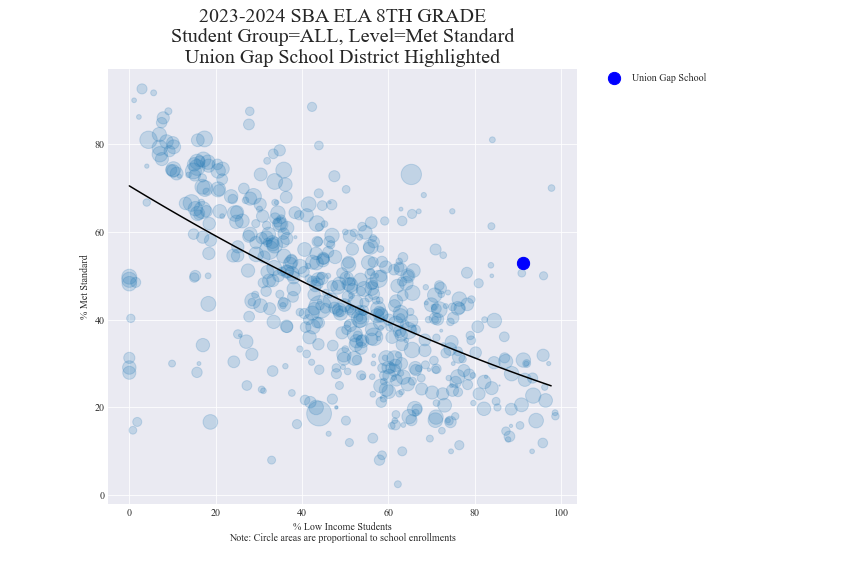 2023-2024 SBA ELA 8TH GRADE
Student Group=ALL, Level=Met Standard
Union Gap School District Highlighted
Union Gap School
80
60
40
20
0
% Met Standard
0 20 40 60 80 100
% Low Income Students
Note: Circle areas are proportional to school enrollments